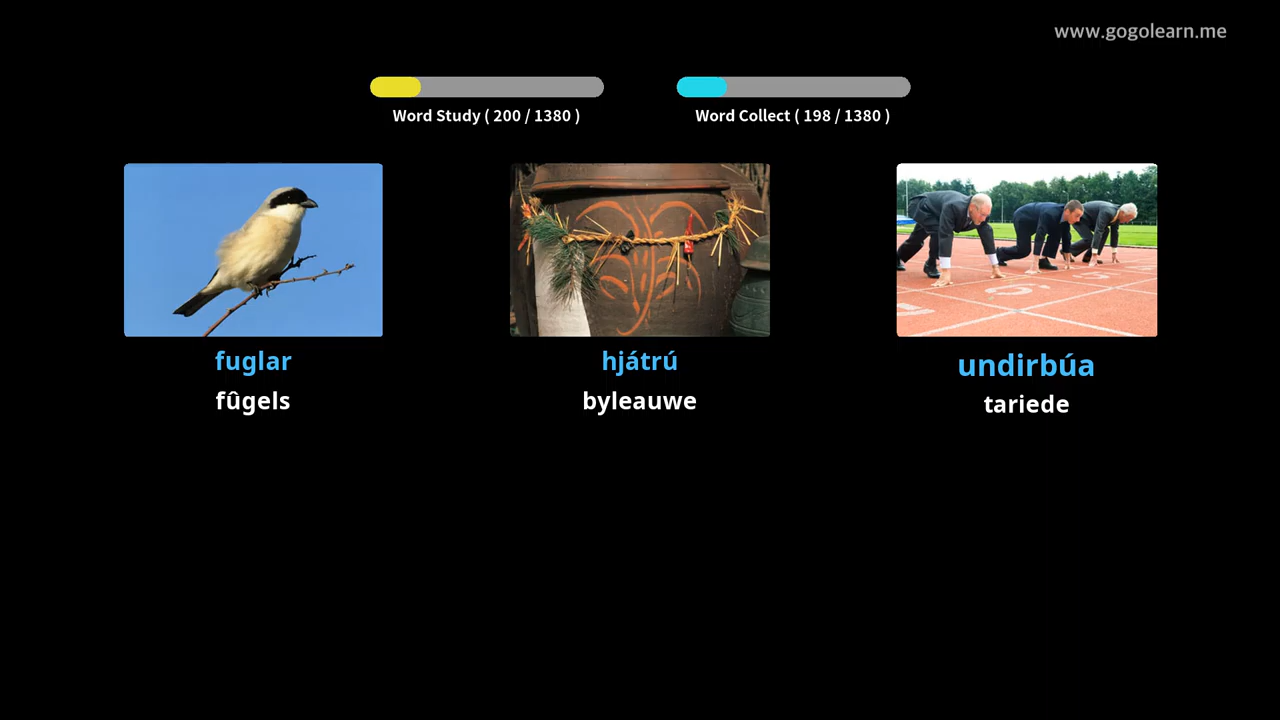 www.gogolearn.me
Word Study ( 200 / 1380 )
Word Collect ( 198 / 1380 )
fuglar
fûgels
hjátrú
byleauwe
undirbúa
tariede